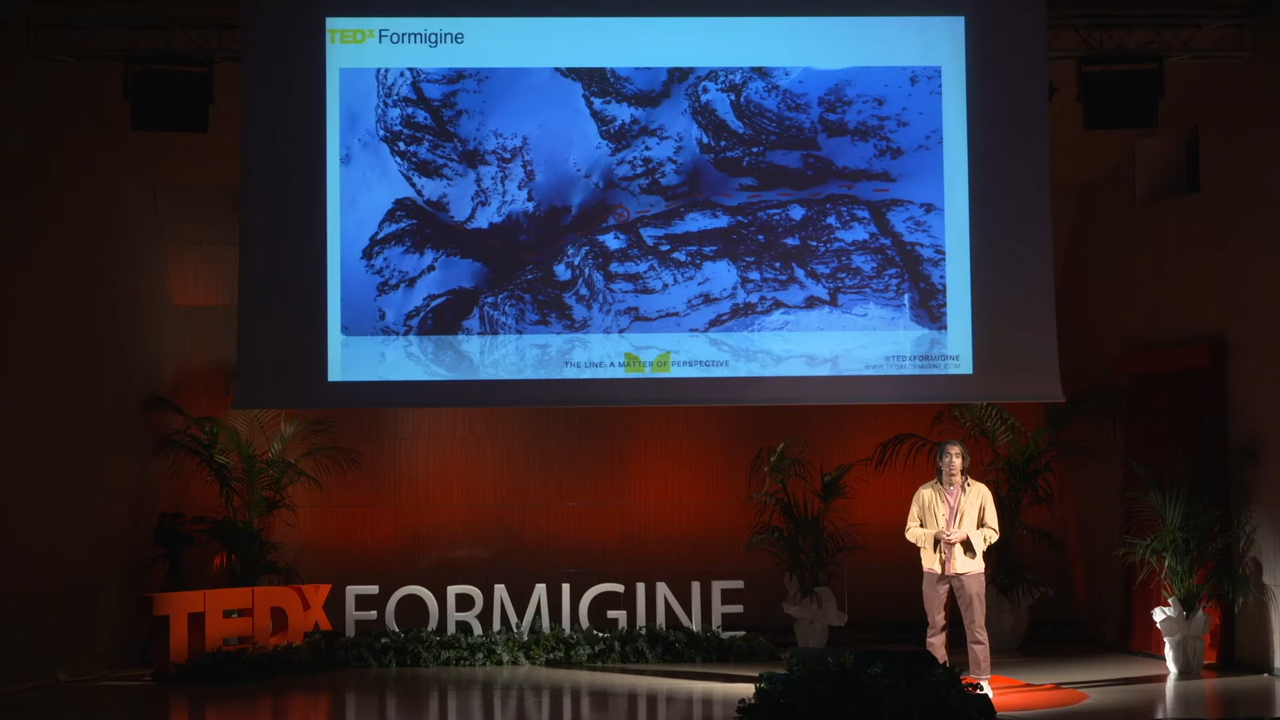 TEDx Formigine
THE LINE: A MATTER OF PERSPECTIVE
@TEDXFORMIGINE
WWW.TEDXFORMIGINE.COM
TEDX FORMIGINE